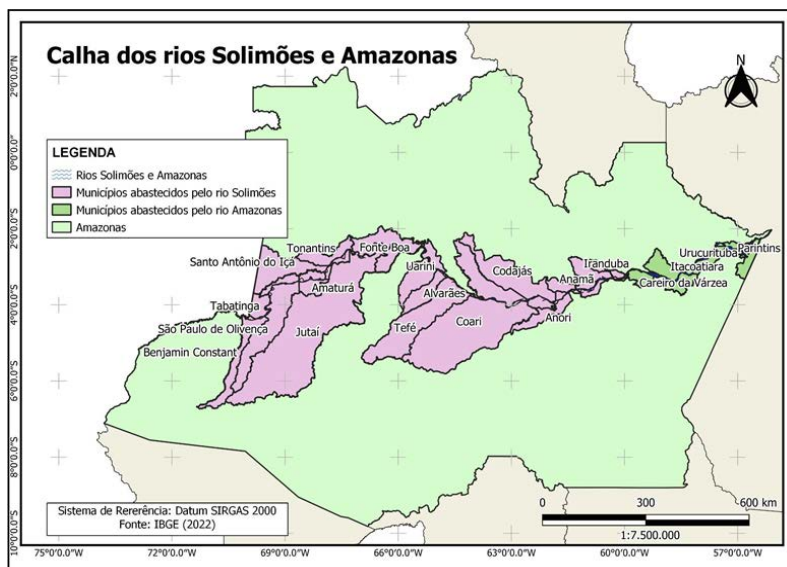 Calha dos rios Solimões e Amazonas
N
LEGENDA
Rios Solimões e Amazonas
Municípios abastecidos pelo rio Solimões
Municípios abastecidos pelo rio Amazonas
Amazonas
Tonantins
Fonte Boa
Santo Antônio do Içá
Uarini
Codajás
Iranduba
Parintins
Urucurituba
Itacoatiara
Anamã
Careiro da Várzea
Amaturá
Alvarães
Tabatinga
Anori
São Paulo de Olivença
Jutaí
Tefé
Coari
Benjamin Constant
Sistema de Rererência: Datum SIRGAS 2000
Fonte: IBGE (2022)
0 300 600 km
1:7.500.000
2°0'0.0"N
0°0'0.0"
2°0'0.0"S
4°0'0.0"S
6°0'0.0"S
8°0'0.0"S
10°0'0.0"S
75°0'0.0"W 72°0'0.0"W 69°0'0.0"W 66°0'0.0"W 63°0'0.0"W 60°0'0.0"W 57°0'0.0"W